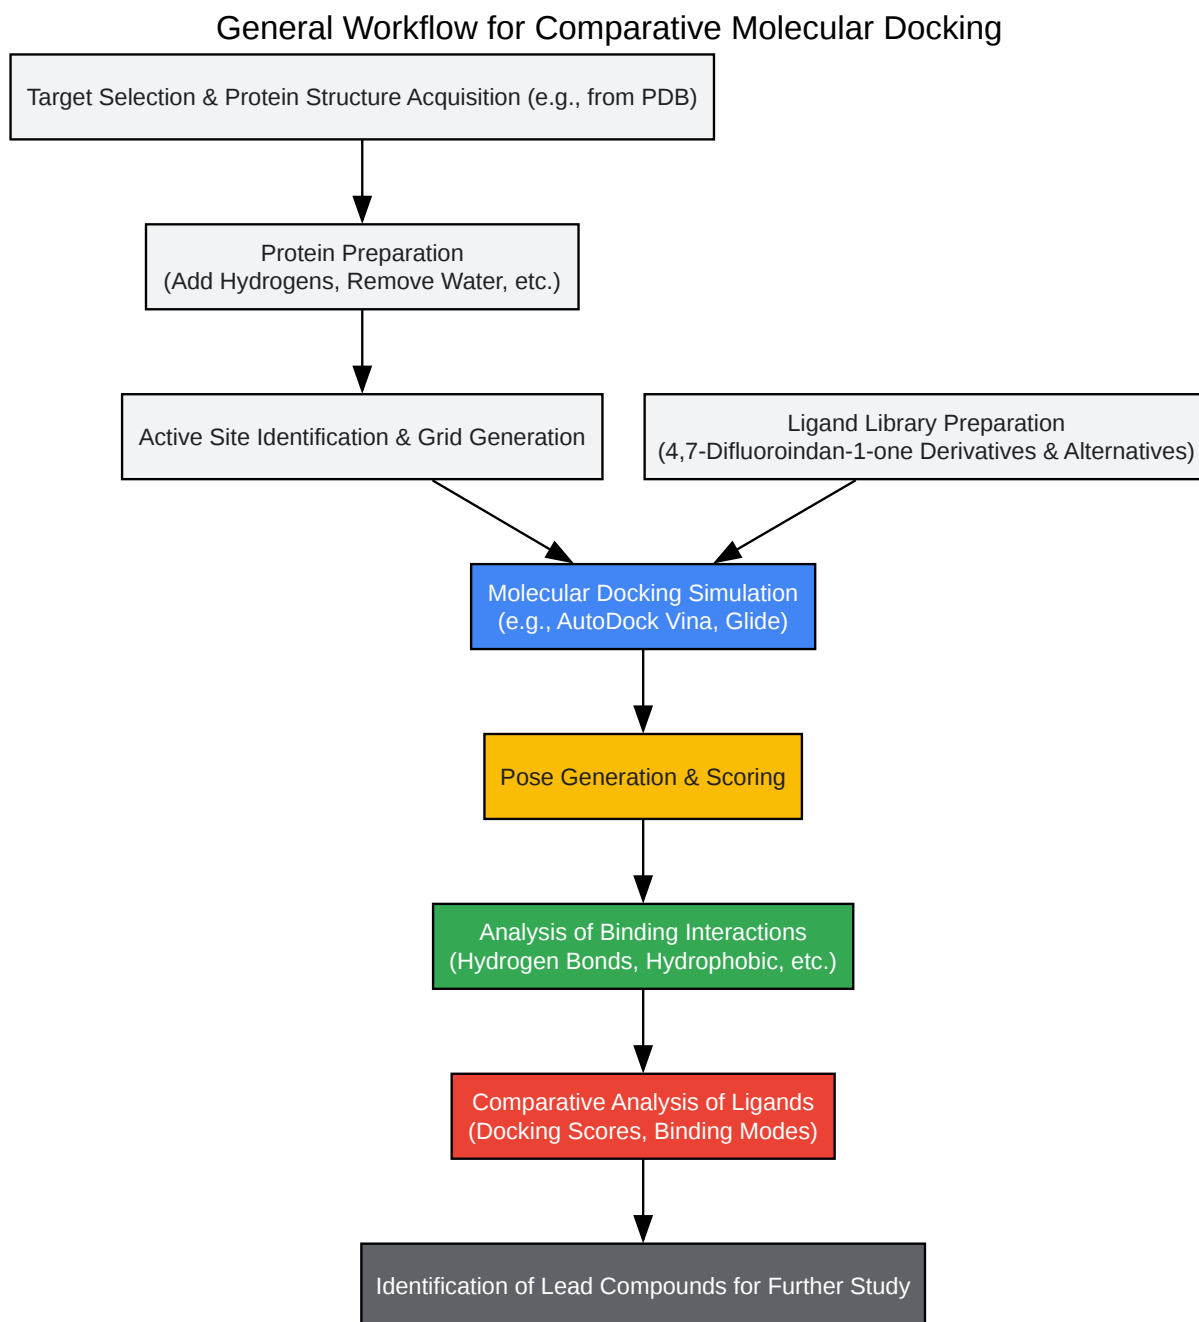 General Workflow for Comparative Molecular Docking
Target Selection & Protein Structure Acquisition (e.g., from PDB)
Protein Preparation
(Add Hydrogens, Remove Water, etc.)
Active Site Identification & Grid Generation
Ligand Library Preparation
(4,7-Difluoroindan-1-one Derivatives & Alternatives)
Molecular Docking Simulation
(e.g., AutoDock Vina, Glide)
Pose Generation & Scoring
Analysis of Binding Interactions
(Hydrogen Bonds, Hydrophobic, etc.)
Comparative Analysis of Ligands
(Docking Scores, Binding Modes)
Identification of Lead Compounds for Further Study